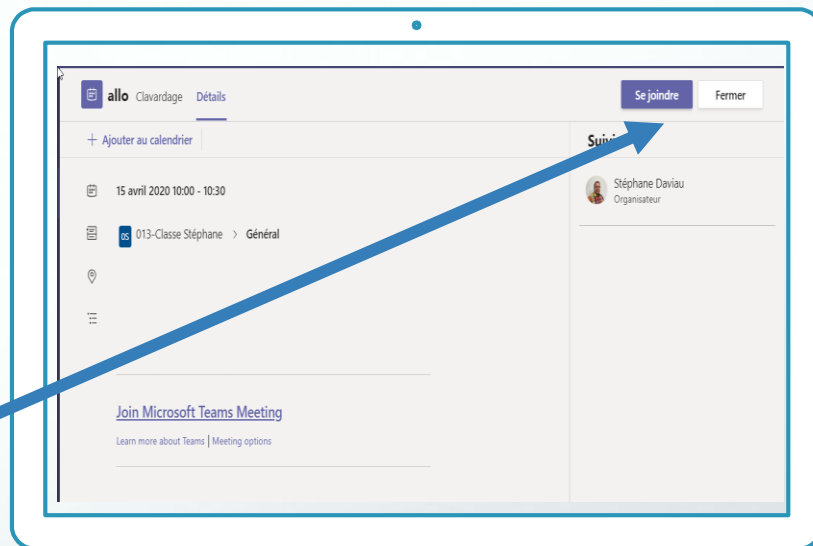 allo Clavardage Détails
Se joindre Fermer
+ Ajouter au calendrier
15 avril 2020 10:00 - 10:30
0S 013-Classe Stéphane > Général
Stéphane Daviau
Organisateur
Join Microsoft Teams Meeting
Learn more about Teams | Meeting options